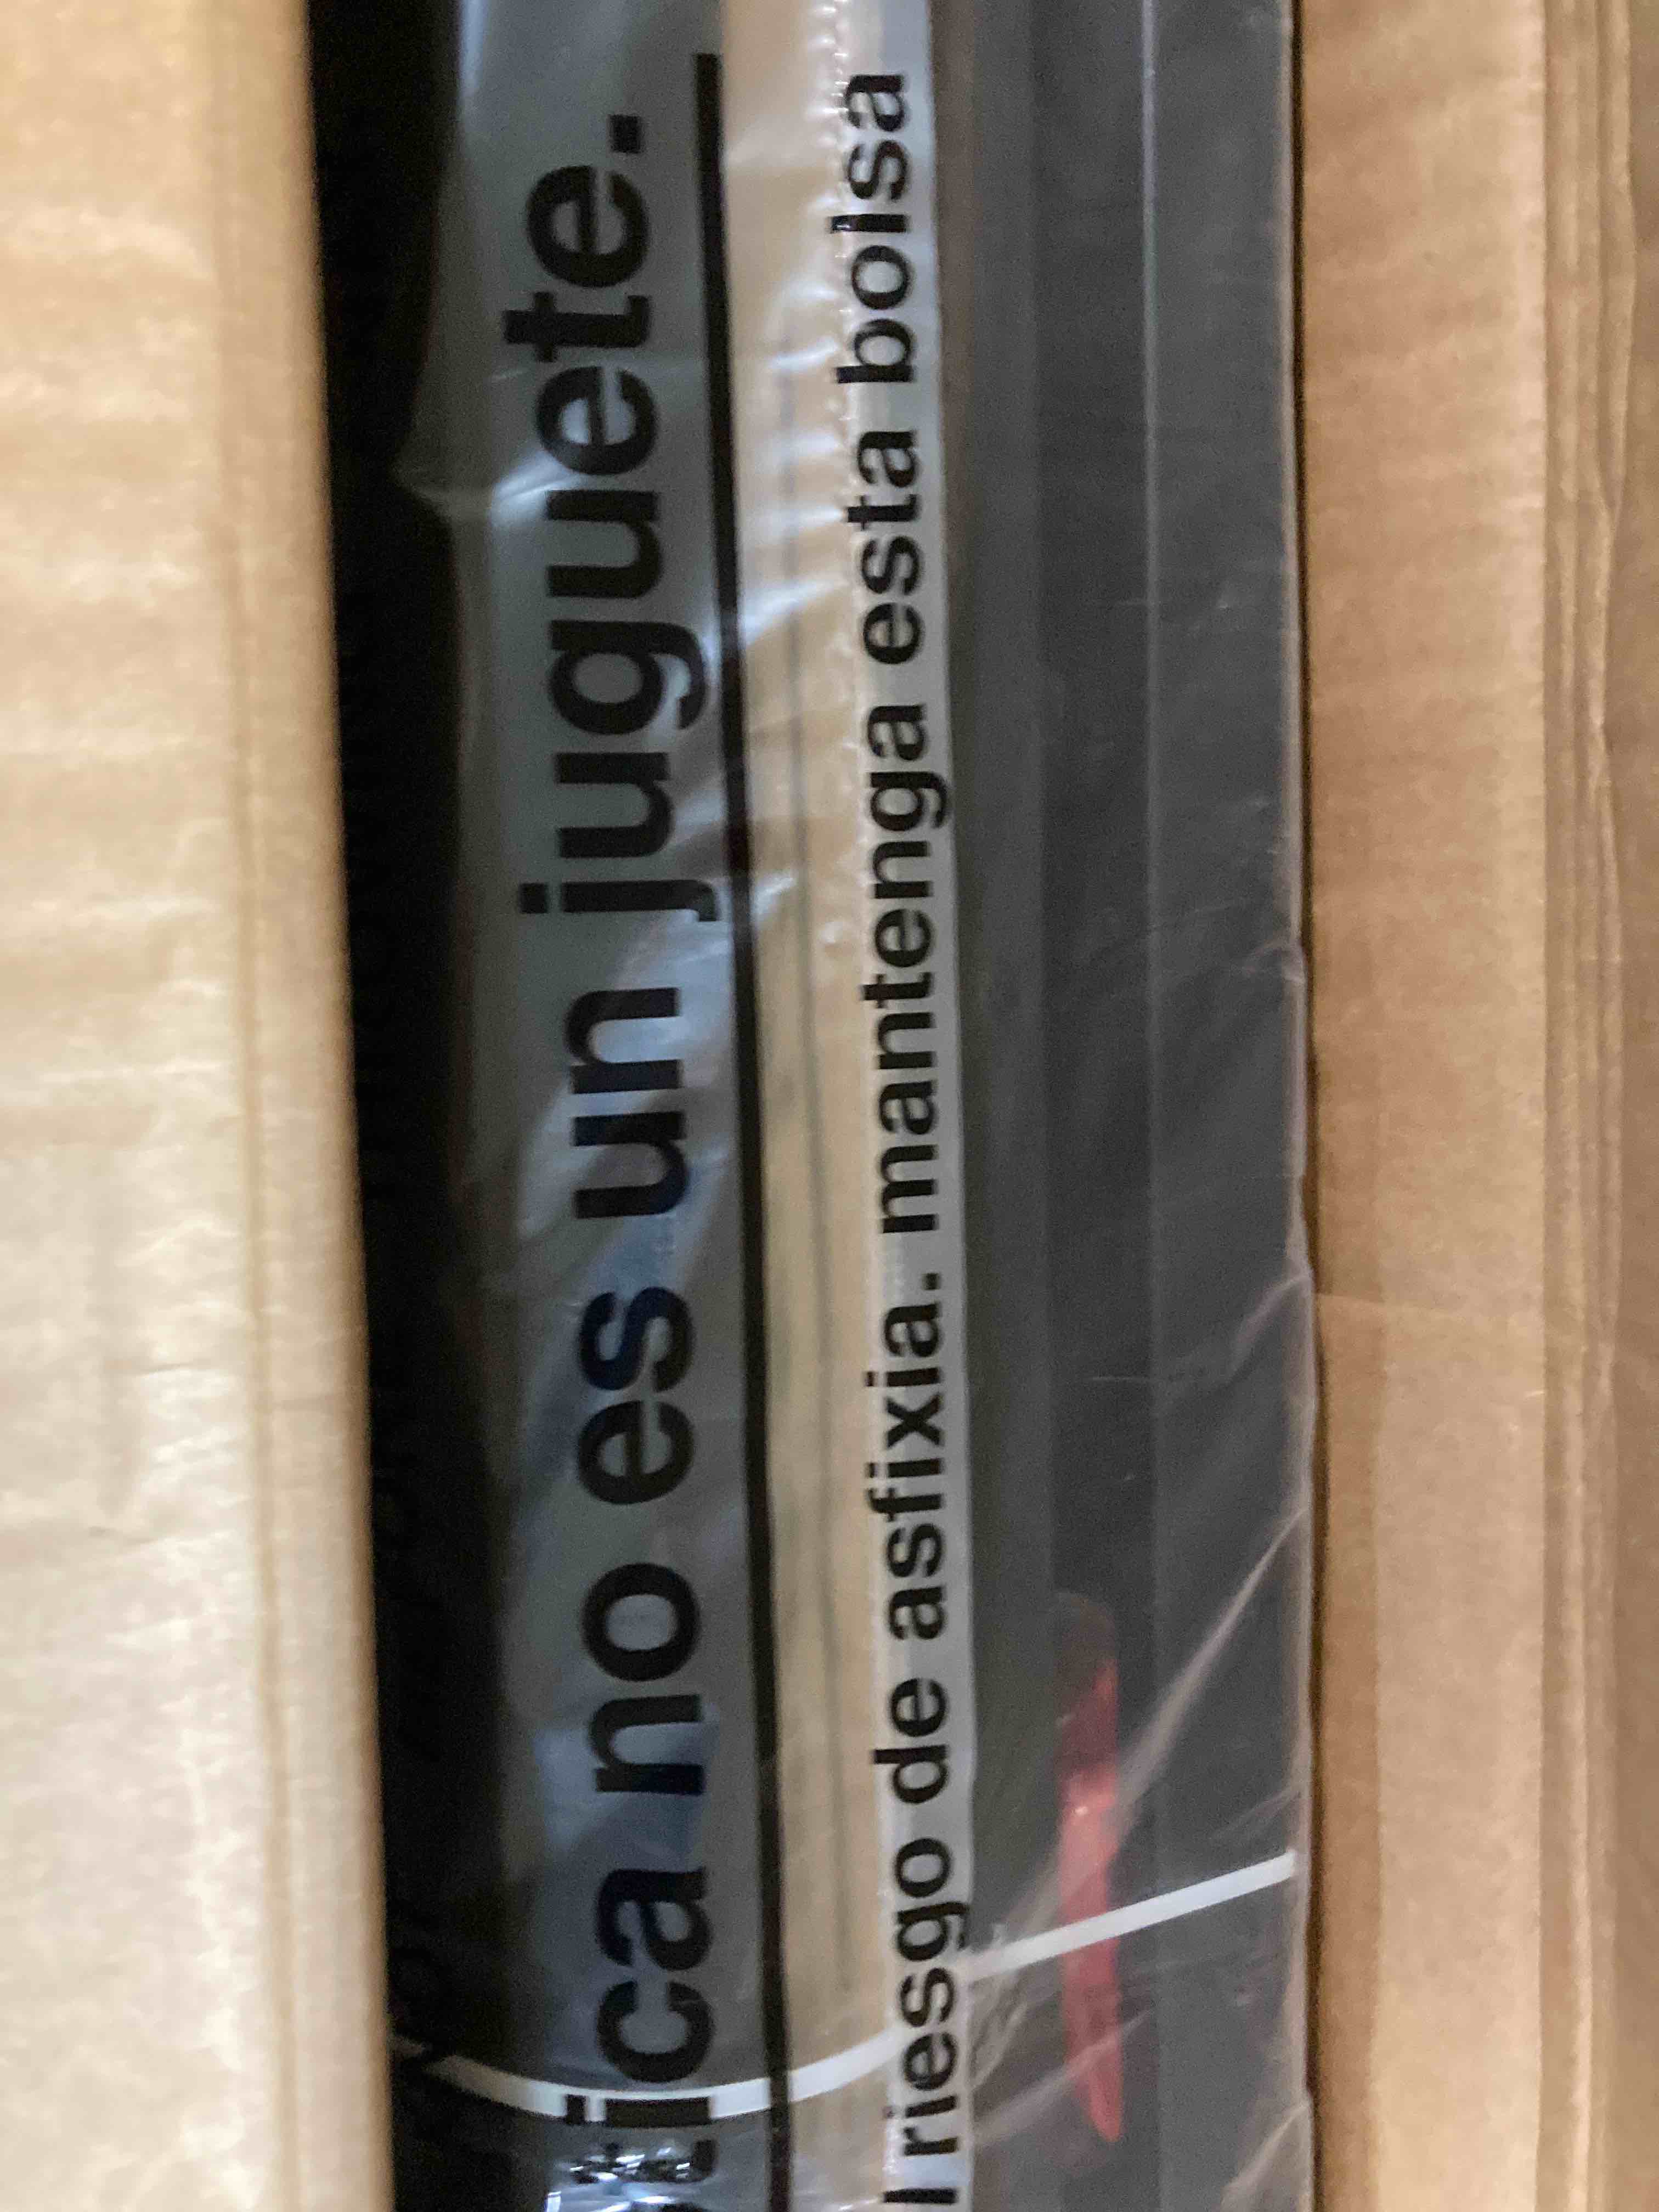 ica no es un juguete.
l riesgo de asfixia. mantenga esta bolsa